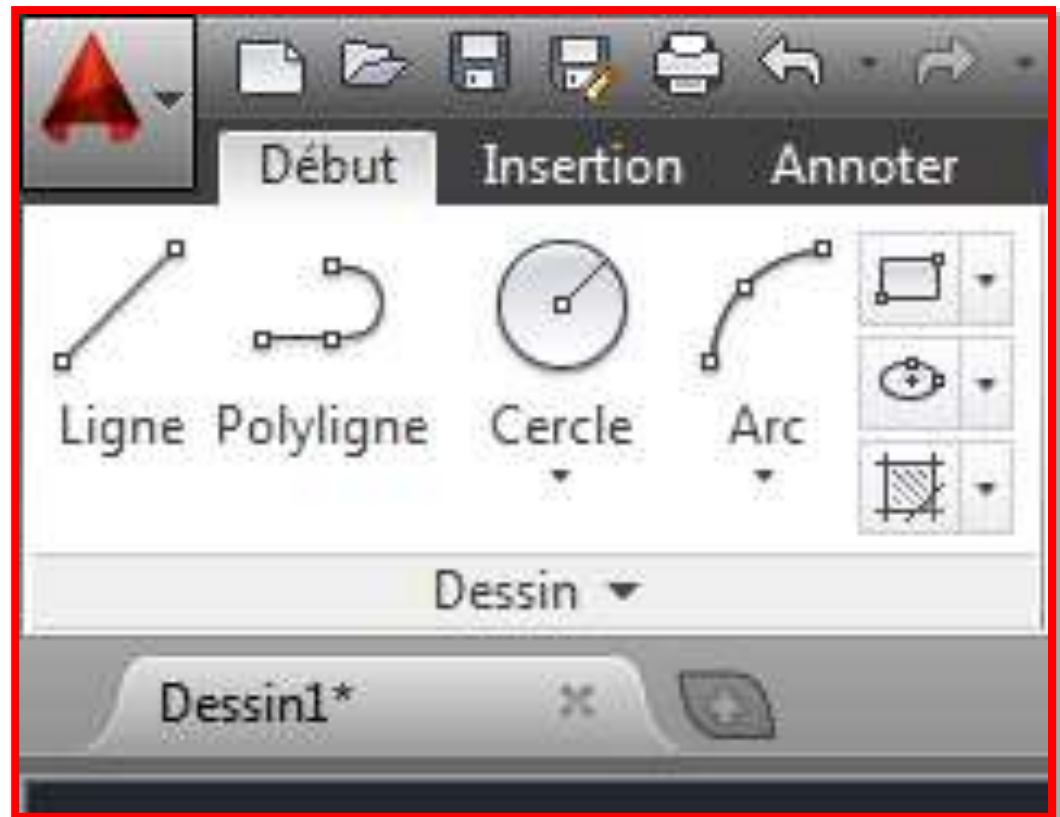 Début Insertion Annoter
Ligne Polyligne Cercle Arc
Dessin
Dessin1*